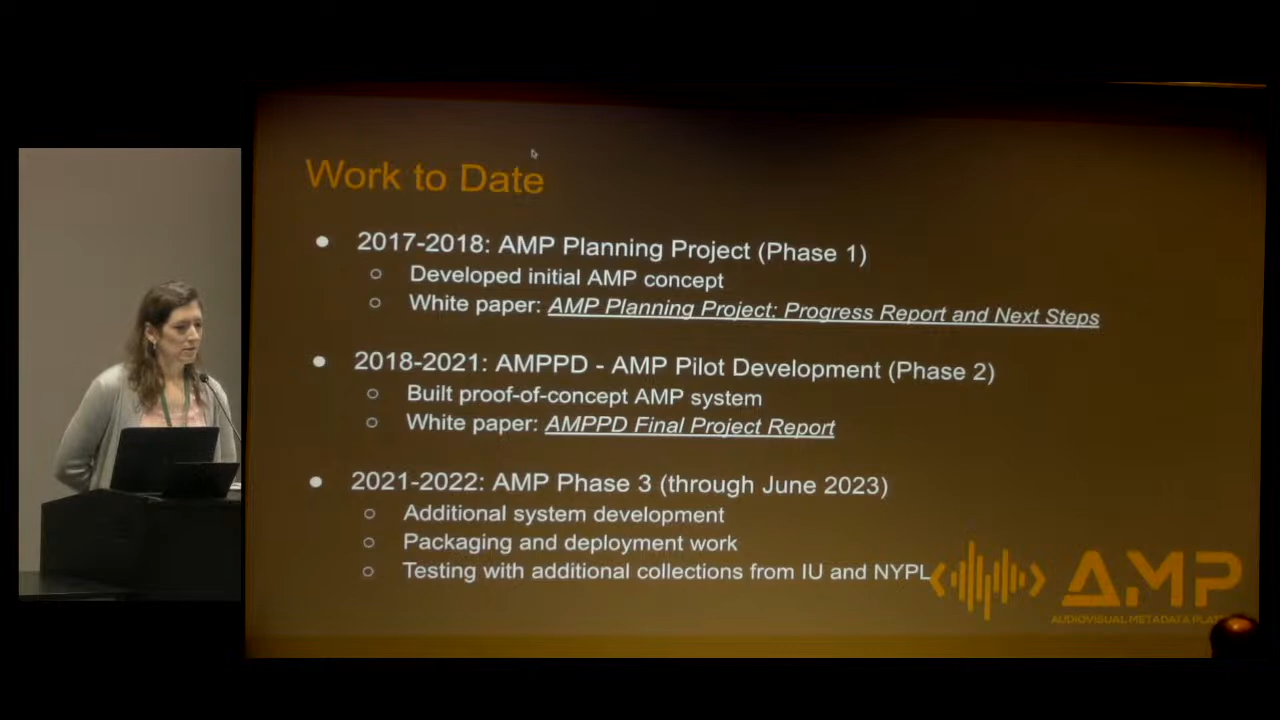 Work to Date
● 2017-2018: AMP Planning Project (Phase 1)
○ Developed initial AMP concept
○ White paper: AMP Planning Project: Progress Report and Next Steps
● 2018-2021: AMPPD - AMP Pilot Development (Phase 2)
○ Built proof-of-concept AMP system
○ White paper: AMPPD Final Project Report
● 2021-2022: AMP Phase 3 (through June 2023)
○ Additional system development
○ Packaging and deployment work
○ Testing with additional collections from IU and NYPL
AMP
AUDIOVISUAL METADATA